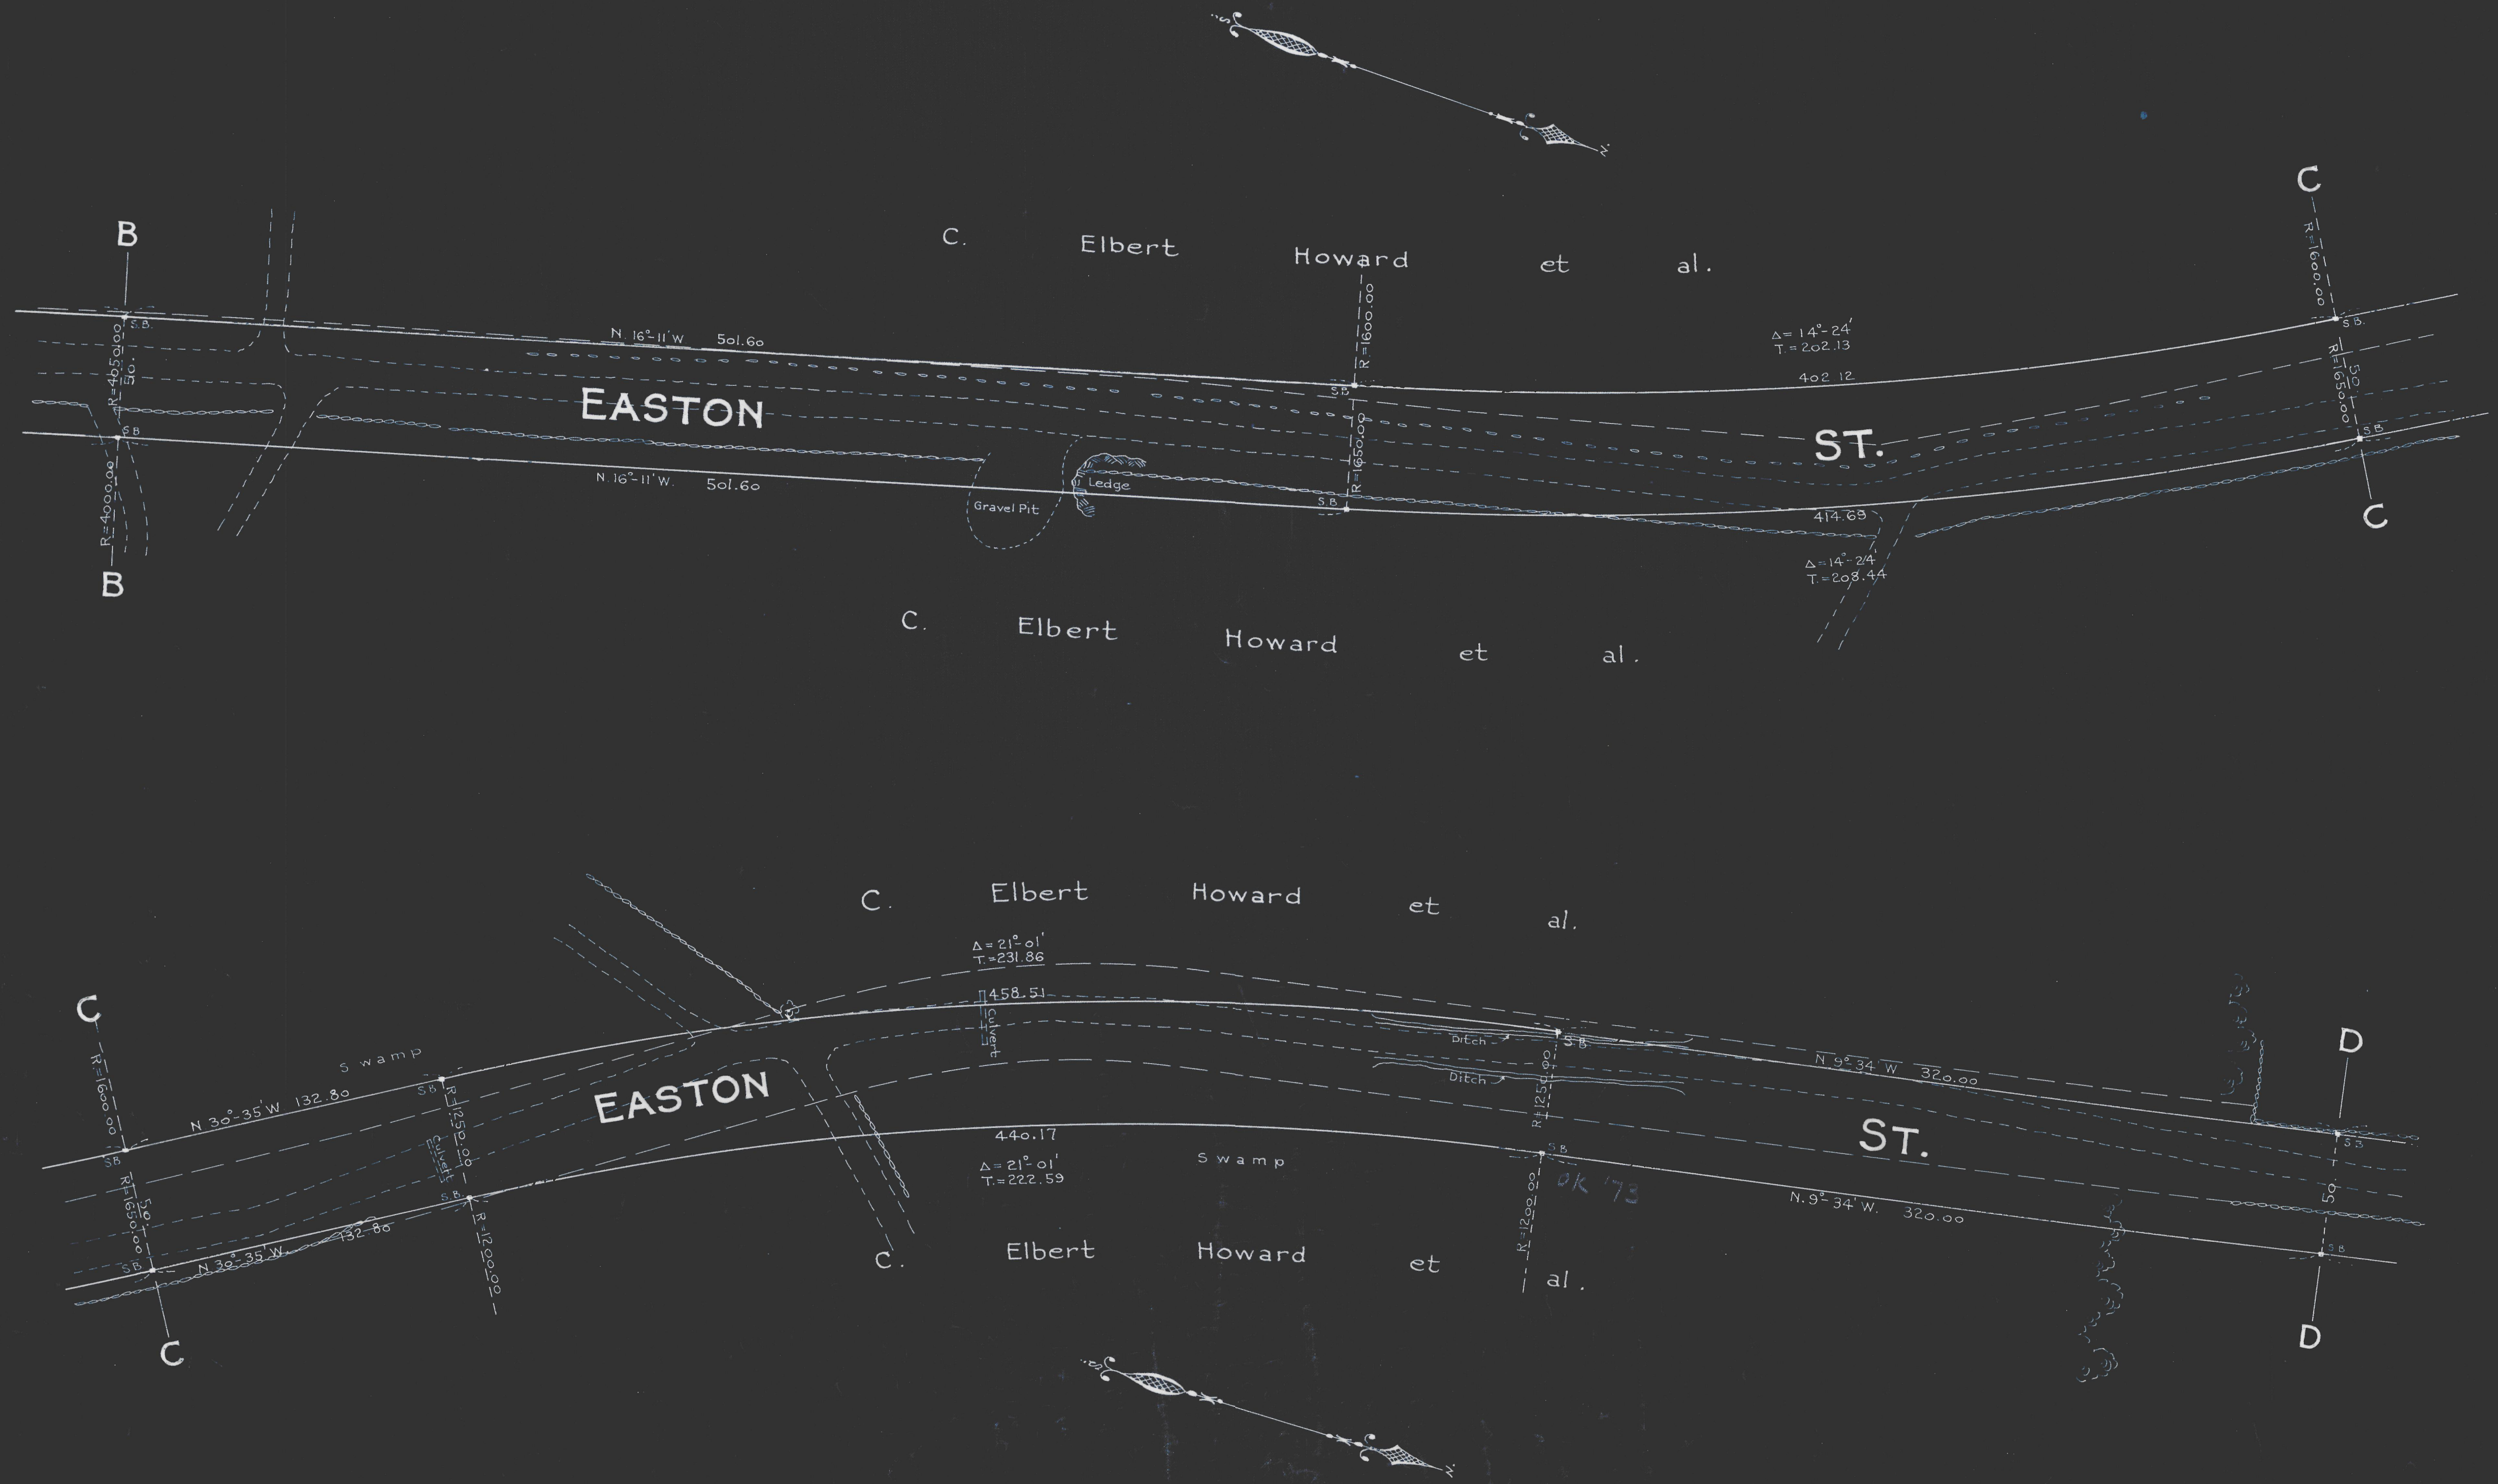 S.
N.
C
B
R=1600.00
C. Elbert Howard et al.
R=1600.00
S.B.
S.B.
N. 16°-11'W 501.60
Δ=14°-24'
T.=202.13
402.12
R=4050.00
50.
R=1650.00
50
S.B.
EASTON
ST.
S.B.
S.B.
N. 16°-11'W. 501.60
R=1650.00
Ledge
Gravel Pit
S.B.
414.69
R=4000.00
C
Δ=14°-24'
T.=208.44
B
C. Elbert Howard et al.
C. Elbert Howard et al.
Δ=21°-01'
T.=231.86
458.51
C
Culvert
Ditch
S.B.
D
R=1600.00
Swamp
N 9°-34' W 320.00
S.B.
N 30°-35'W 132.80
R=1250.00
Ditch
R=1250.00
EASTON
ST.
S.B.
440.17
S.B.
S.B.
Culvert
Swamp
Δ=21°-01'
T.=222.59
S.B.
OK '73
R=1650.00
50.
50
N. 9°-34' W. 320.00
R=1200.00
R=1200.00
132.80
N 30°-35'W.
S.B.
S.B.
C. Elbert Howard et al.
C
D
S.
N.